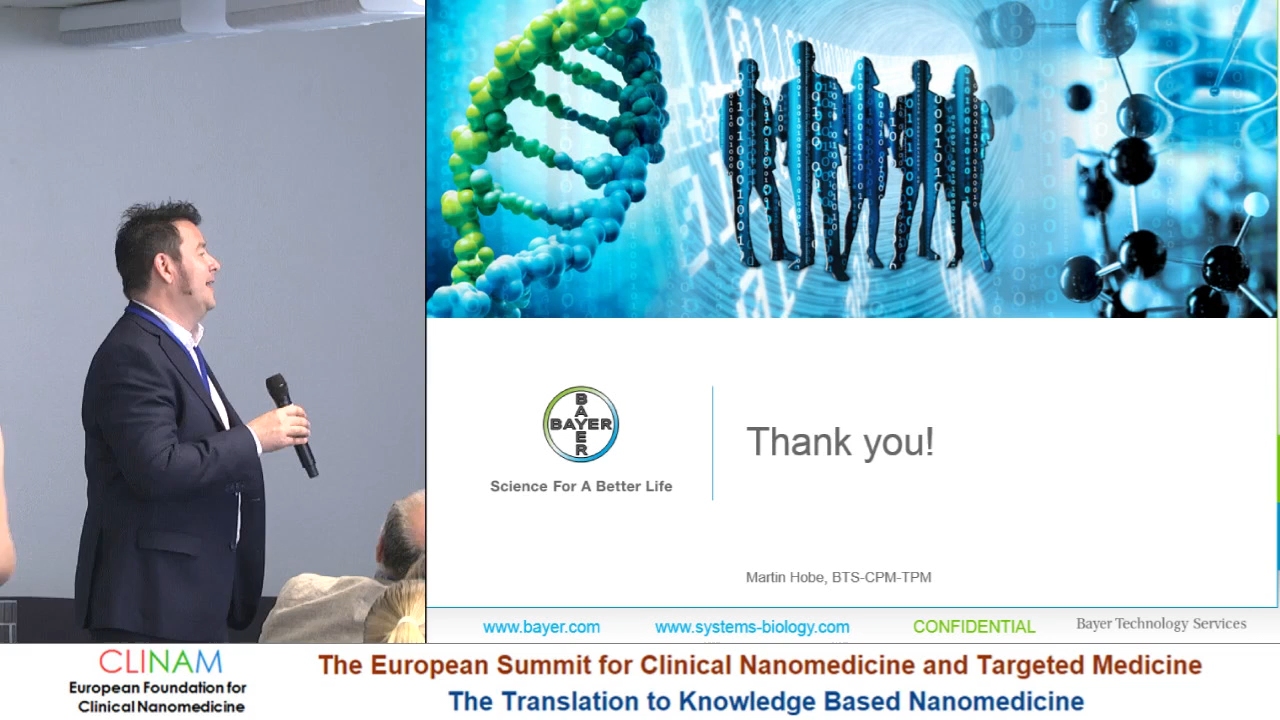 BAYER
BAYER
Science For A Better Life
Thank you!
Martin Hobe, BTS-CPM-TPM
www.bayer.com
www.systems-biology.com
CONFIDENTIAL
Bayer Technology Services
CLINAM
European Foundation for
Clinical Nanomedicine
The European Summit for Clinical Nanomedicine and Targeted Medicine
The Translation to Knowledge Based Nanomedicine